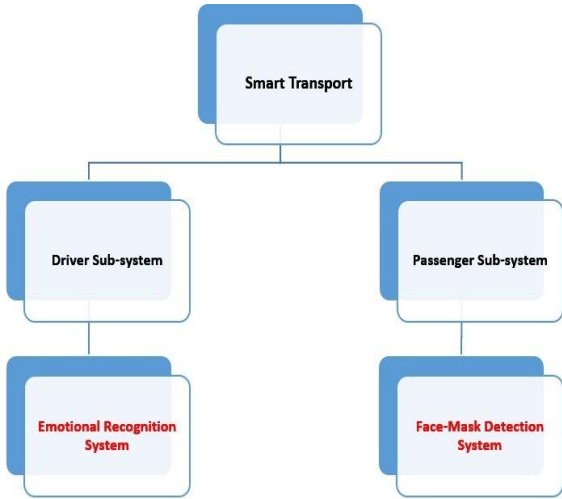 Smart Transport
Driver Sub-system
Passenger Sub-system
Emotional Recognition
System
Face-Mask Detection
System